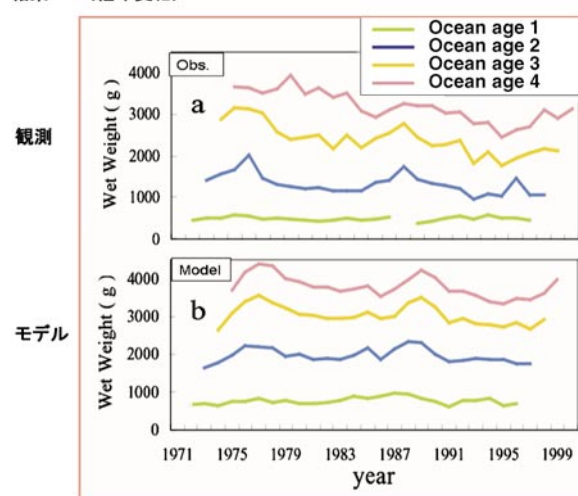 Ocean age 1
Ocean age 2
Ocean age 3
Ocean age 4
観測
Obs.
a
Wet Weight ( g )
4000
3000
2000
1000
0
モデル
Model
b
Wet Weight ( g )
4000
3000
2000
1000
0
1971 1975 1979 1983 1987 1991 1995 1999
year